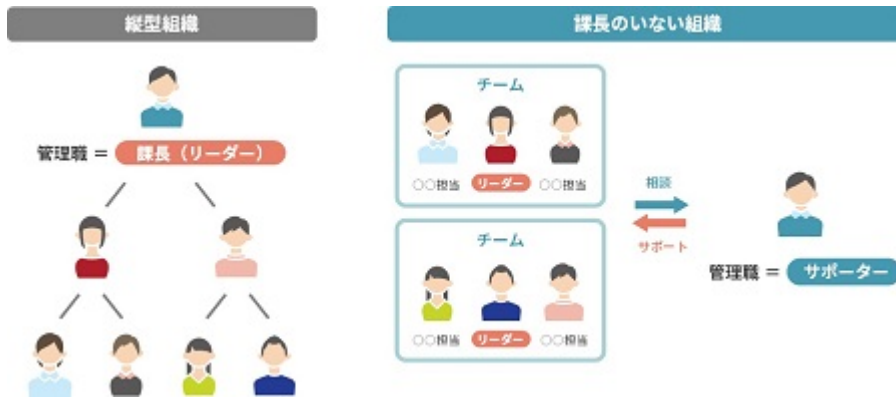 縦型組織
管理職 = 課長（リーダー）
課長のいない組織
チーム
○○担当 リーダー ○○担当
チーム
○○担当 リーダー ○○担当
相談
サポート
管理職 = サポーター